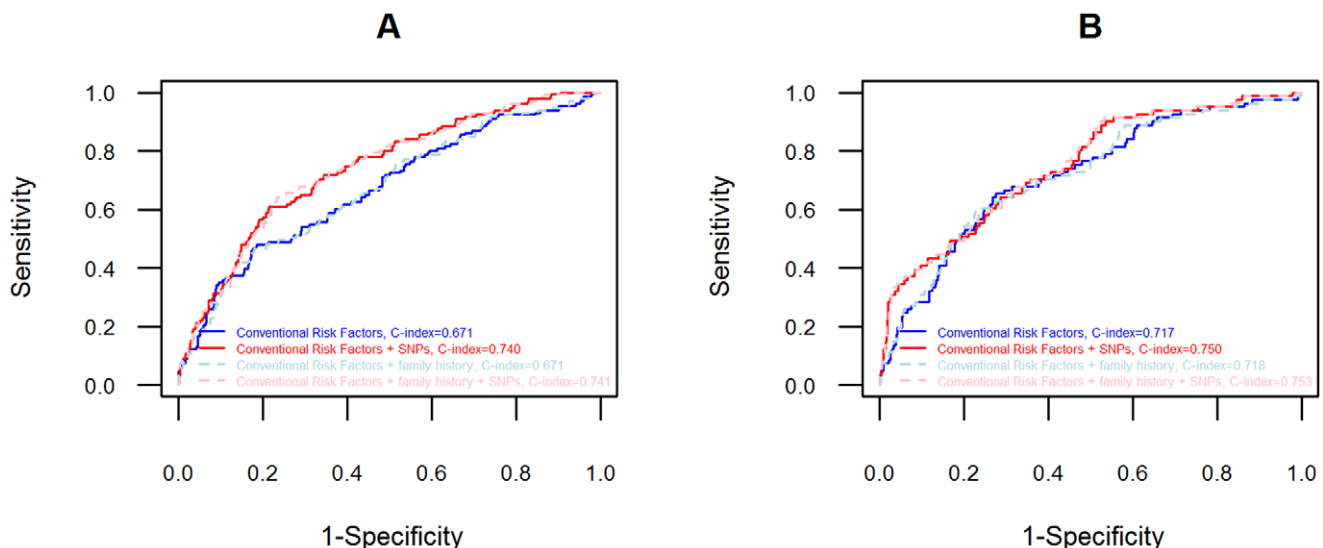 A
Sensitivity
1.0
0.8
0.6
0.4
0.2
0.0
Conventional Risk Factors, C-index=0.671
Conventional Risk Factors + SNPs, C-index=0.740
Conventional Risk Factors + family history, C-index=0.671
Conventional Risk Factors + family history + SNPs, C-index=0.741
0.0 0.2 0.4 0.6 0.8 1.0
1-Specificity
B
Sensitivity
1.0
0.8
0.6
0.4
0.2
0.0
Conventional Risk Factors, C-index=0.717
Conventional Risk Factors + SNPs, C-index=0.750
Conventional Risk Factors + family history, C-index=0.718
Conventional Risk Factors + family history + SNPs, C-index=0.753
0.0 0.2 0.4 0.6 0.8 1.0
1-Specificity